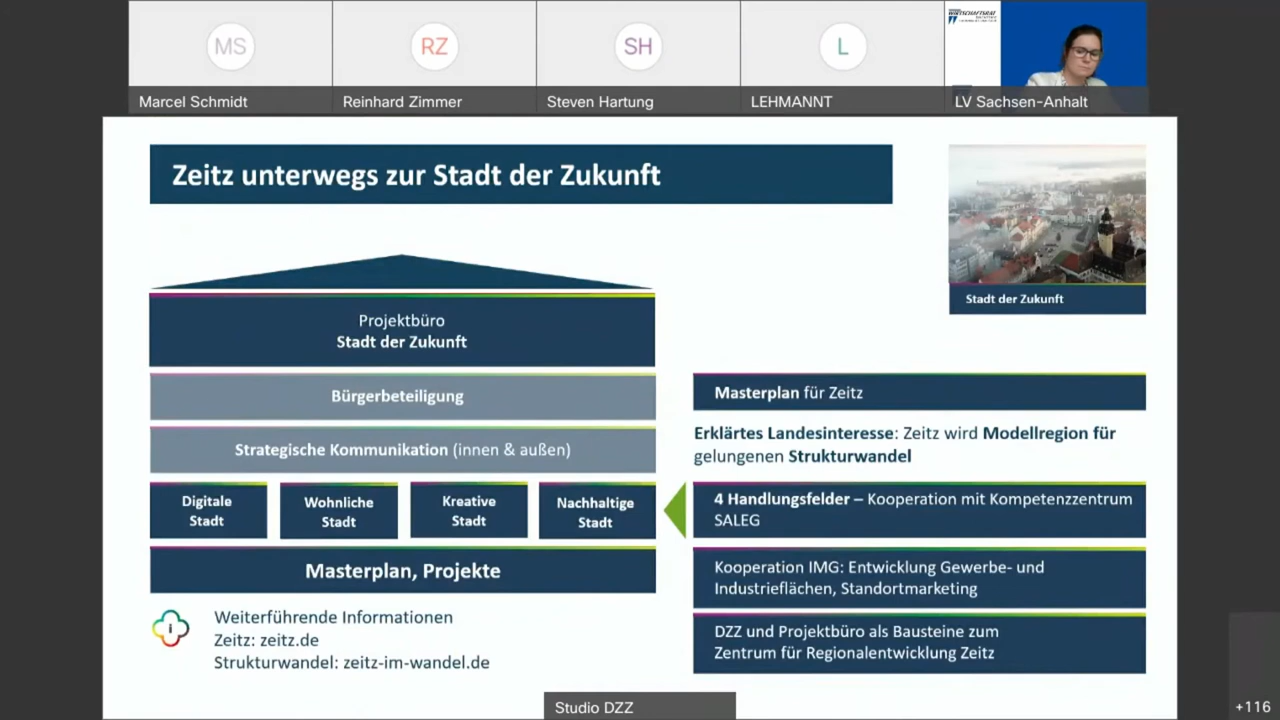 MS
RZ
SH
L
WIRTSCHAFTSRAT
Marcel Schmidt
Reinhard Zimmer
Steven Hartung
LEHMANNT
LV Sachsen-Anhalt
Zeitz unterwegs zur Stadt der Zukunft
Stadt der Zukunft
Projektbüro
Stadt der Zukunft
Bürgerbeteiligung
Strategische Kommunikation (innen & außen)
Digitale
Stadt
Wohnliche
Stadt
Kreative
Stadt
Nachhaltige
Stadt
Masterplan, Projekte
i
Weiterführende Informationen
Zeitz: zeitz.de
Strukturwandel: zeitz-im-wandel.de
Masterplan für Zeitz
Erklärtes Landesinteresse: Zeitz wird Modellregion für
gelungenen Strukturwandel
4 Handlungsfelder – Kooperation mit Kompetenzzentrum
SALEG
Kooperation IMG: Entwicklung Gewerbe- und
Industrieflächen, Standortmarketing
DZZ und Projektbüro als Bausteine zum
Zentrum für Regionalentwicklung Zeitz
Studio DZZ
+116